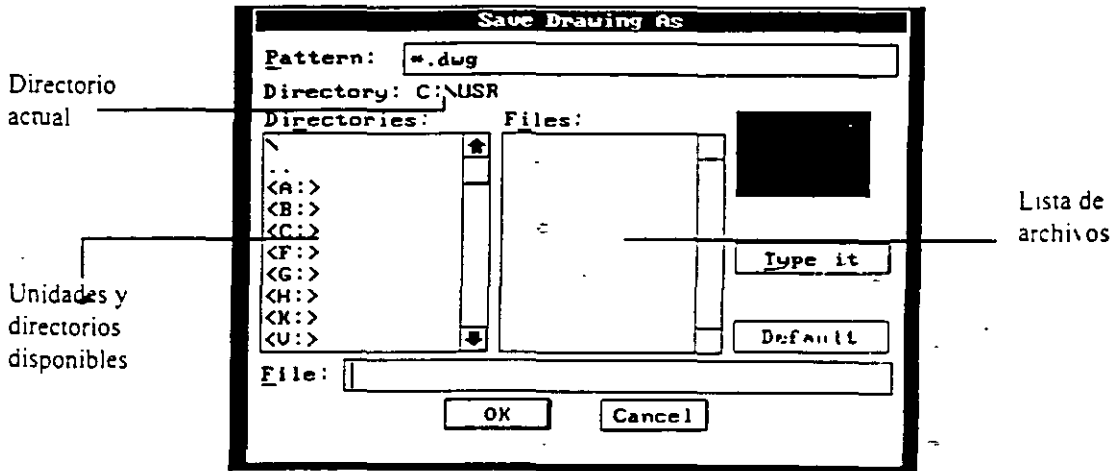 Save Drawing As
Pattern: *.dwg
Directorio
actual
Directory: C:\USR
Directories: Files:
\
..
<A:>
<B:>
<C:>
<F:>
<G:>
<H:>
<K:>
<V:>
Lista de
archivos
Unidades y
directorios
disponibles
Type it
Default
File:
OK Cancel